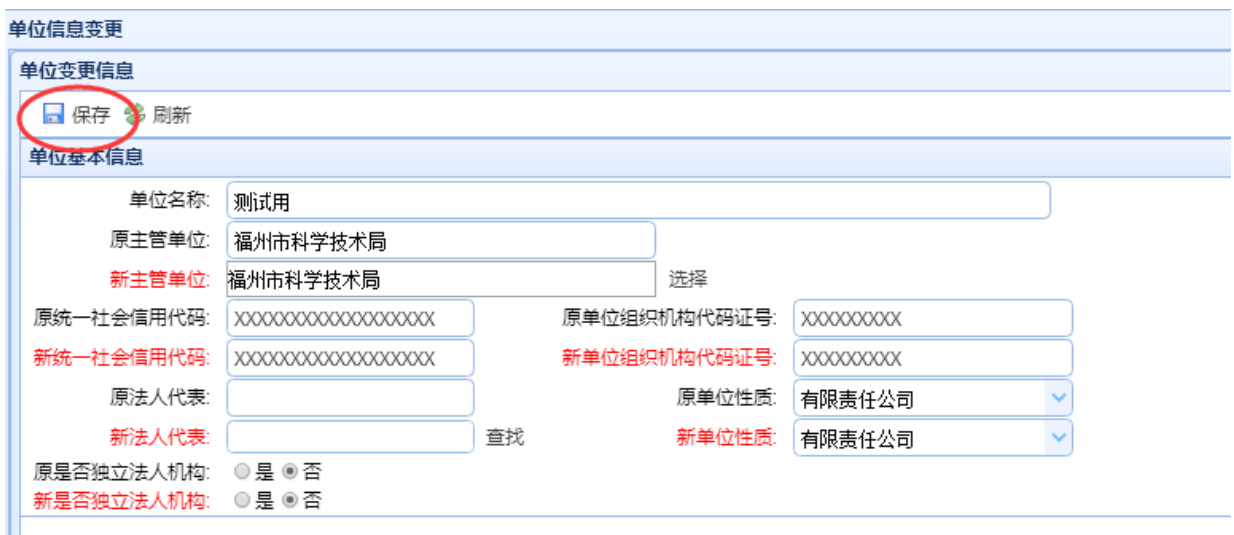 单位信息变更
单位变更信息
保存 刷新
单位基本信息
单位名称: 测试用
原主管单位: 福州市科学技术局
新主管单位: 福州市科学技术局 选择
原统一社会信用代码: XXXXXXXXXXXXXXXXXX 原单位组织机构代码证号: XXXXXXXXX
新统一社会信用代码: XXXXXXXXXXXXXXXXXX 新单位组织机构代码证号: XXXXXXXXX
原法人代表: 原单位性质: 有限责任公司
新法人代表: 查找 新单位性质: 有限责任公司
原是否独立法人机构: 是 否
新是否独立法人机构: 是 否